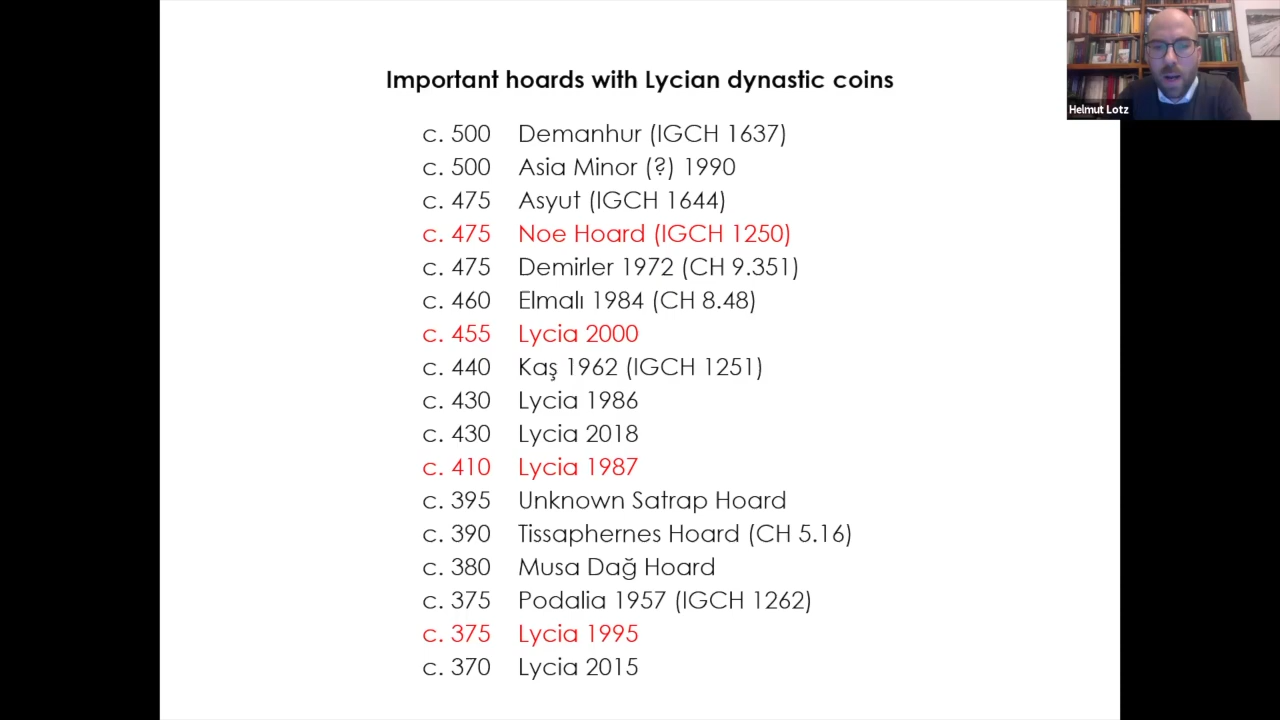 Important hoards with Lycian dynastic coins
c. 500 Demanhur (IGCH 1637)
c. 500 Asia Minor (?) 1990
c. 475 Asyut (IGCH 1644)
c. 475 Noe Hoard (IGCH 1250)
c. 475 Demirler 1972 (CH 9.351)
c. 460 Elmalı 1984 (CH 8.48)
c. 455 Lycia 2000
c. 440 Kaş 1962 (IGCH 1251)
c. 430 Lycia 1986
c. 430 Lycia 2018
c. 410 Lycia 1987
c. 395 Unknown Satrap Hoard
c. 390 Tissaphernes Hoard (CH 5.16)
c. 380 Musa Dağ Hoard
c. 375 Podalia 1957 (IGCH 1262)
c. 375 Lycia 1995
c. 370 Lycia 2015
Helmut Lotz